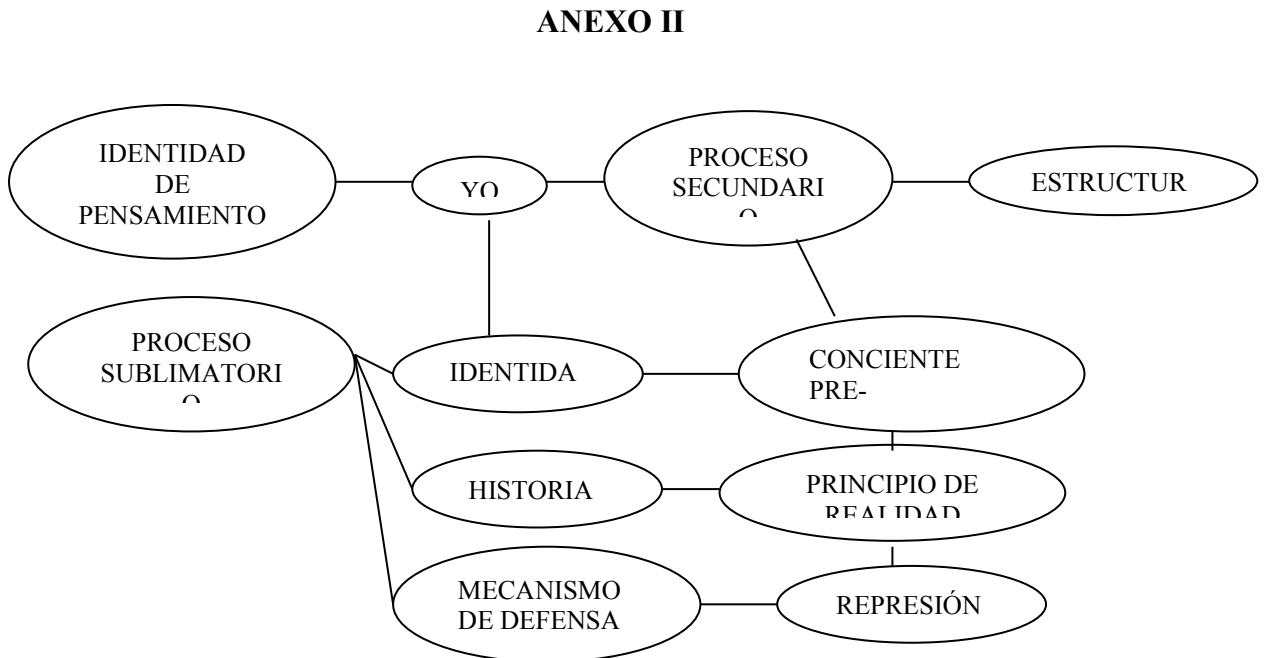 ANEXO II
IDENTIDAD
DE
PENSAMIENTO
YO
PROCESO
SECUNDARI
O
ESTRUCTUR
PROCESO
SUBLIMATORI
O
IDENTIDA
CONCIENTE
PRE-
HISTORIA
PRINCIPIO DE
REALIDAD
MECANISMO
DE DEFENSA
REPRESIÓN